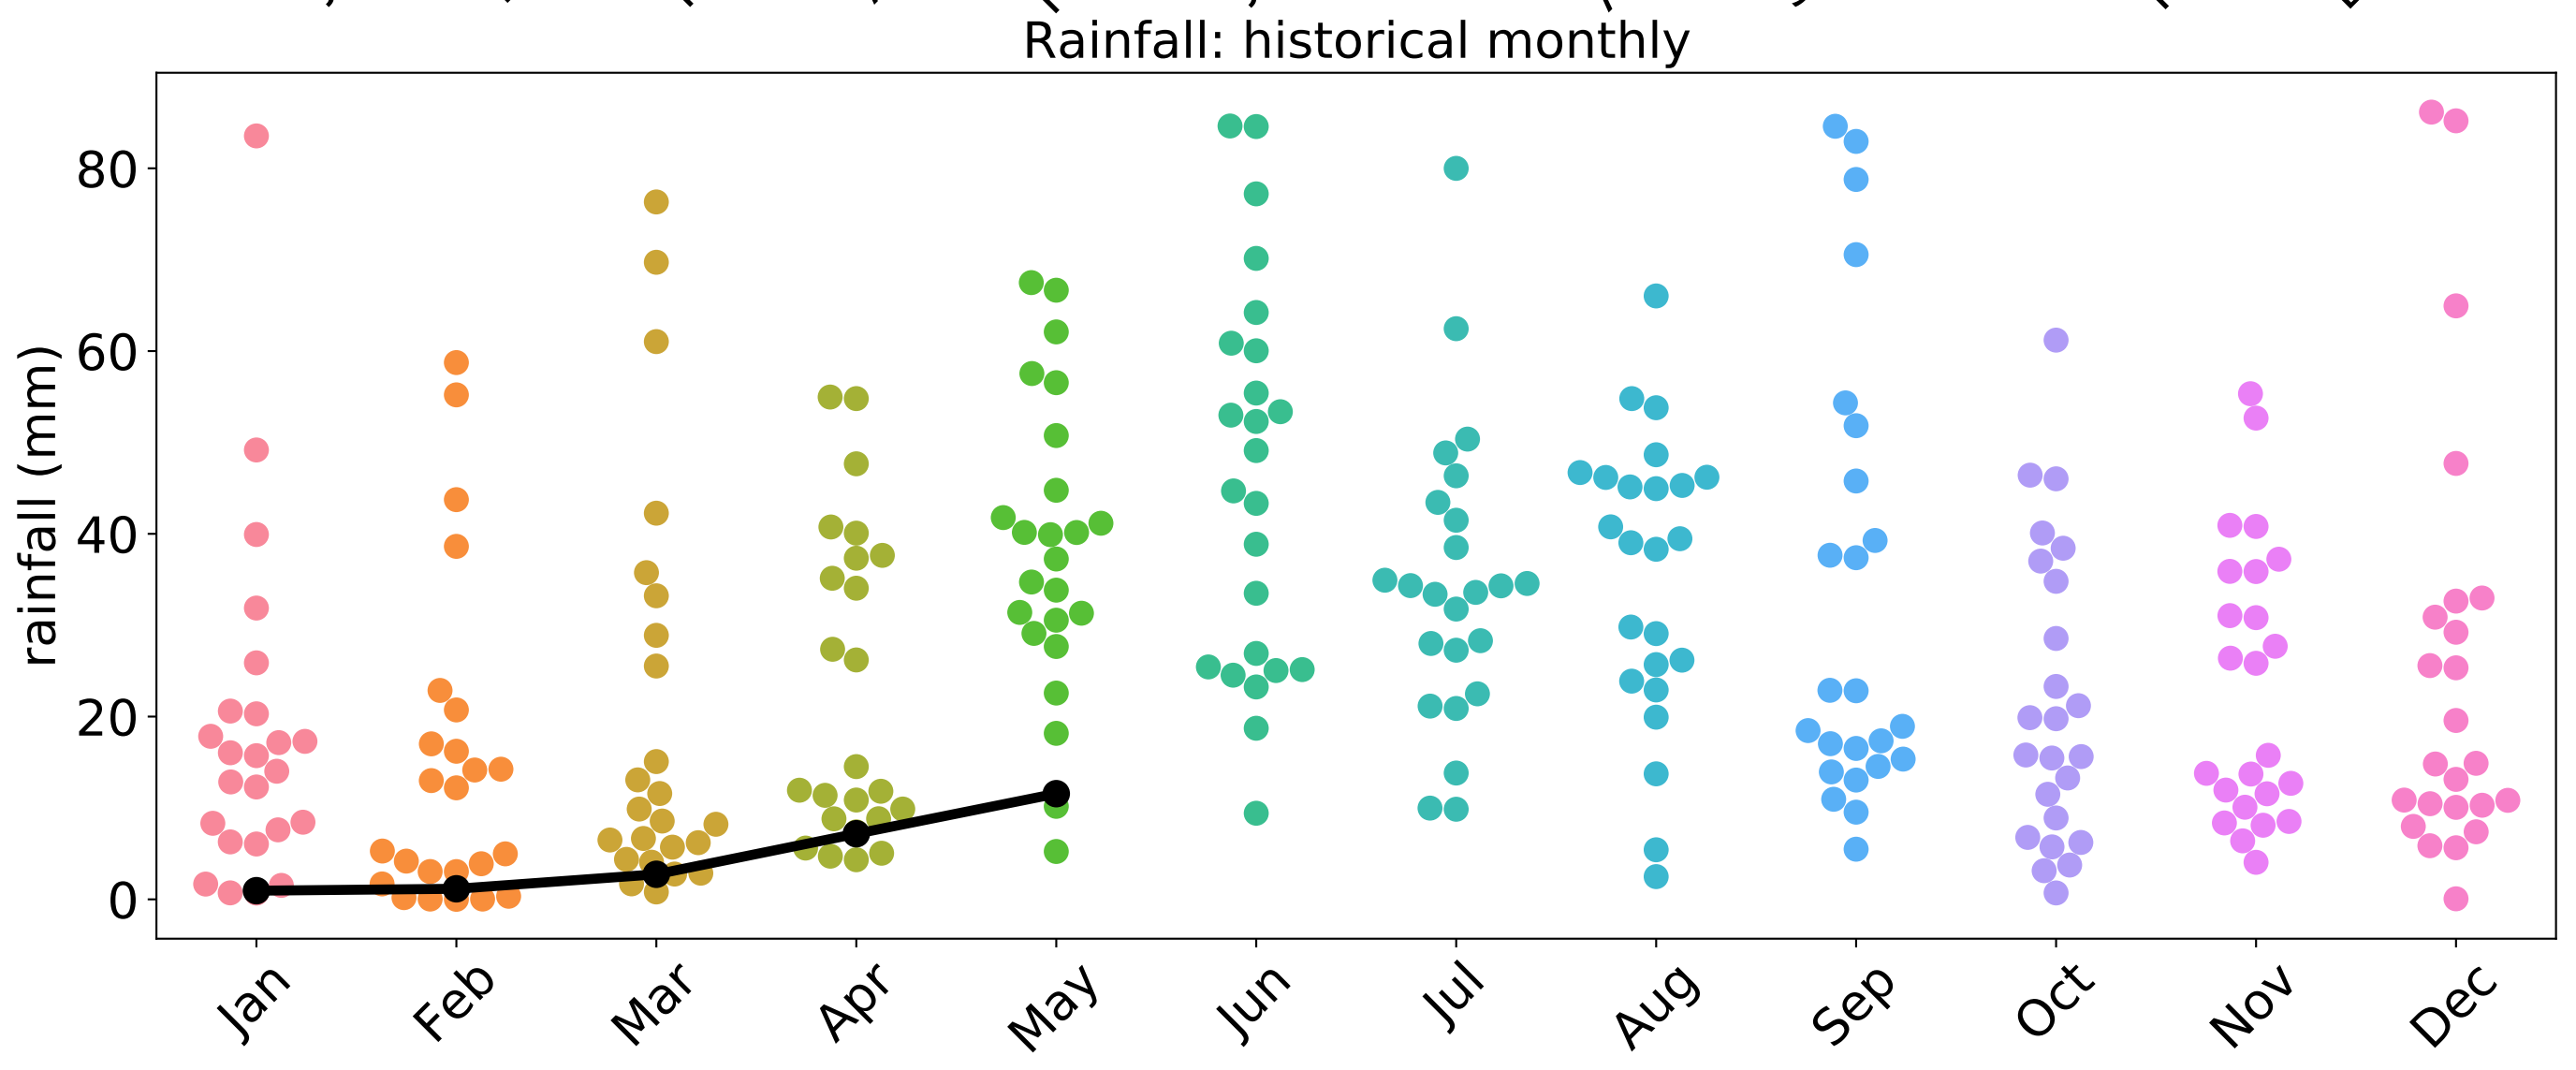 Rainfall: historical monthly
rainfall (mm)
80
60
40
20
0
Jan
Feb
Mar
Apr
May
Jun
Jul
Aug
Sep
Oct
Nov
Dec